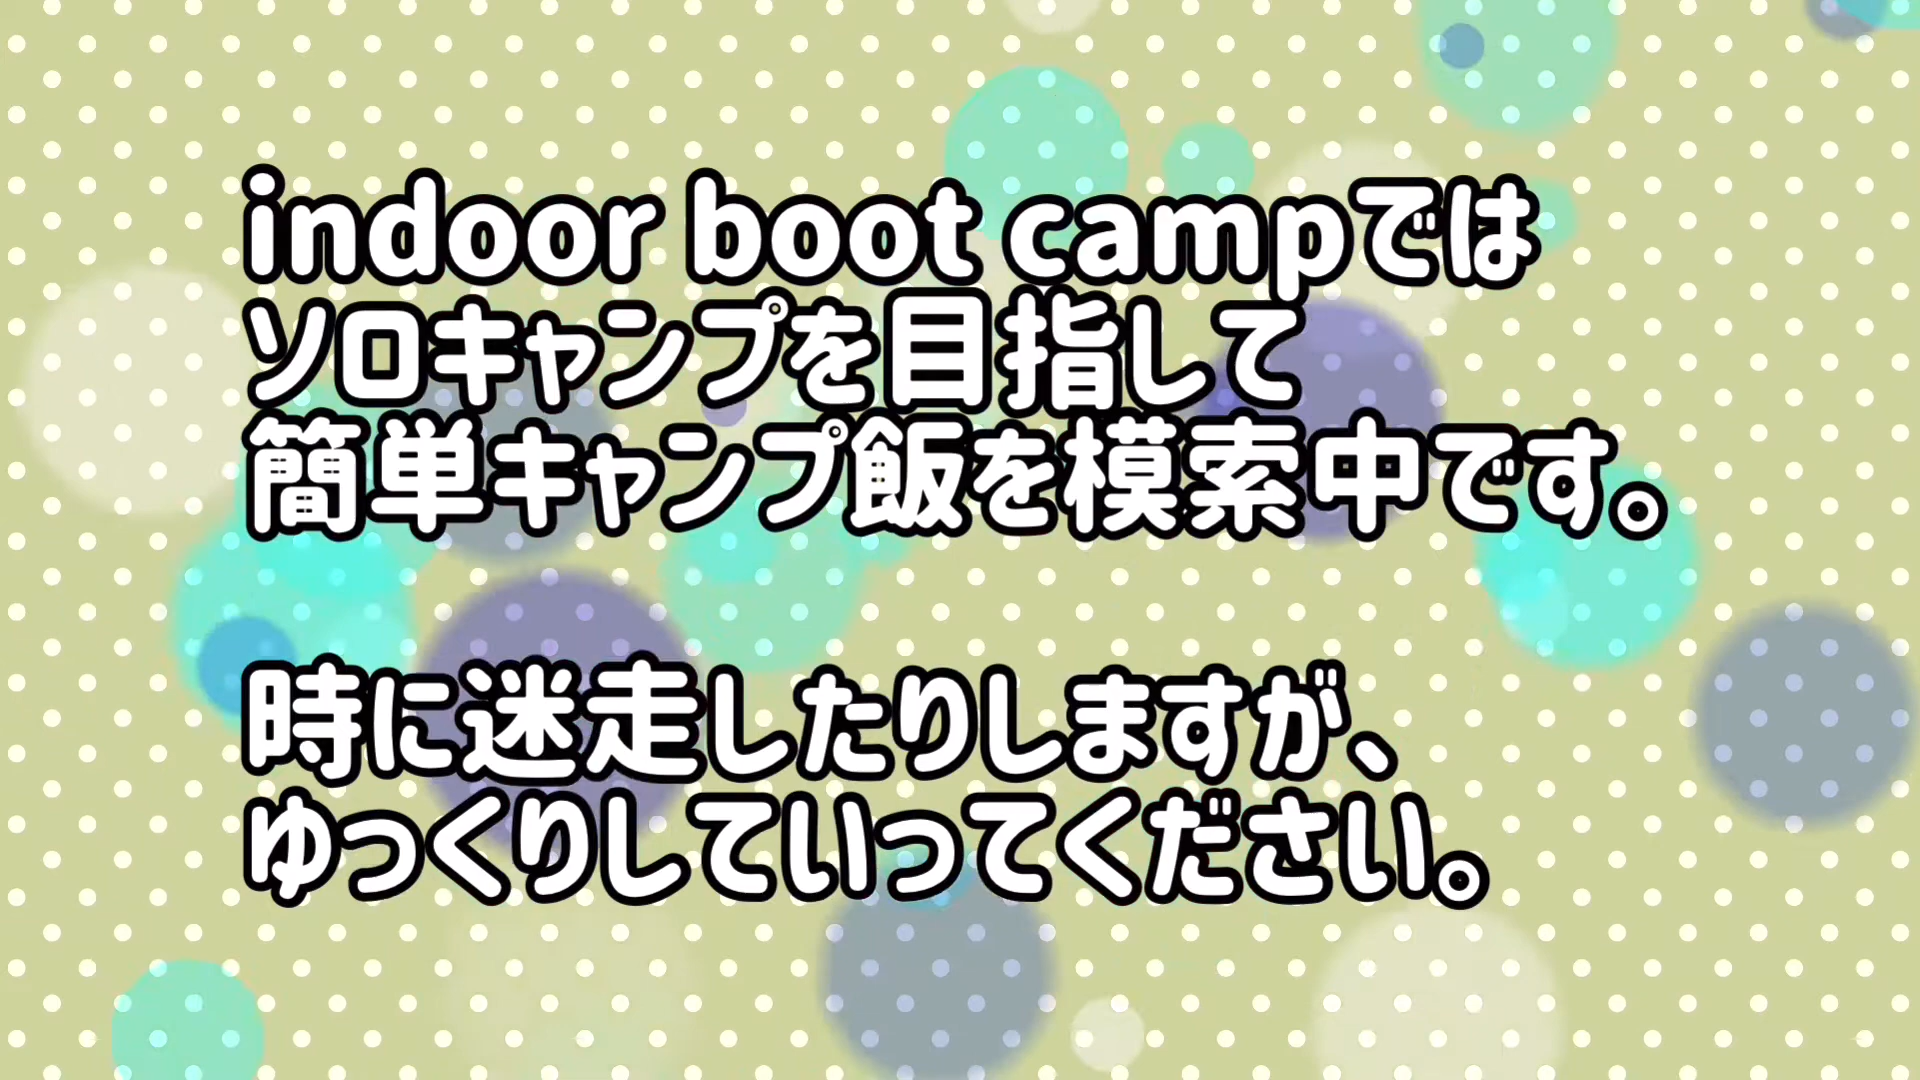 indoor boot campでは
ソロキャンプを目指して
簡単キャンプ飯を模索中です。
時に迷走したりしますが、
ゆっくりしていってください。